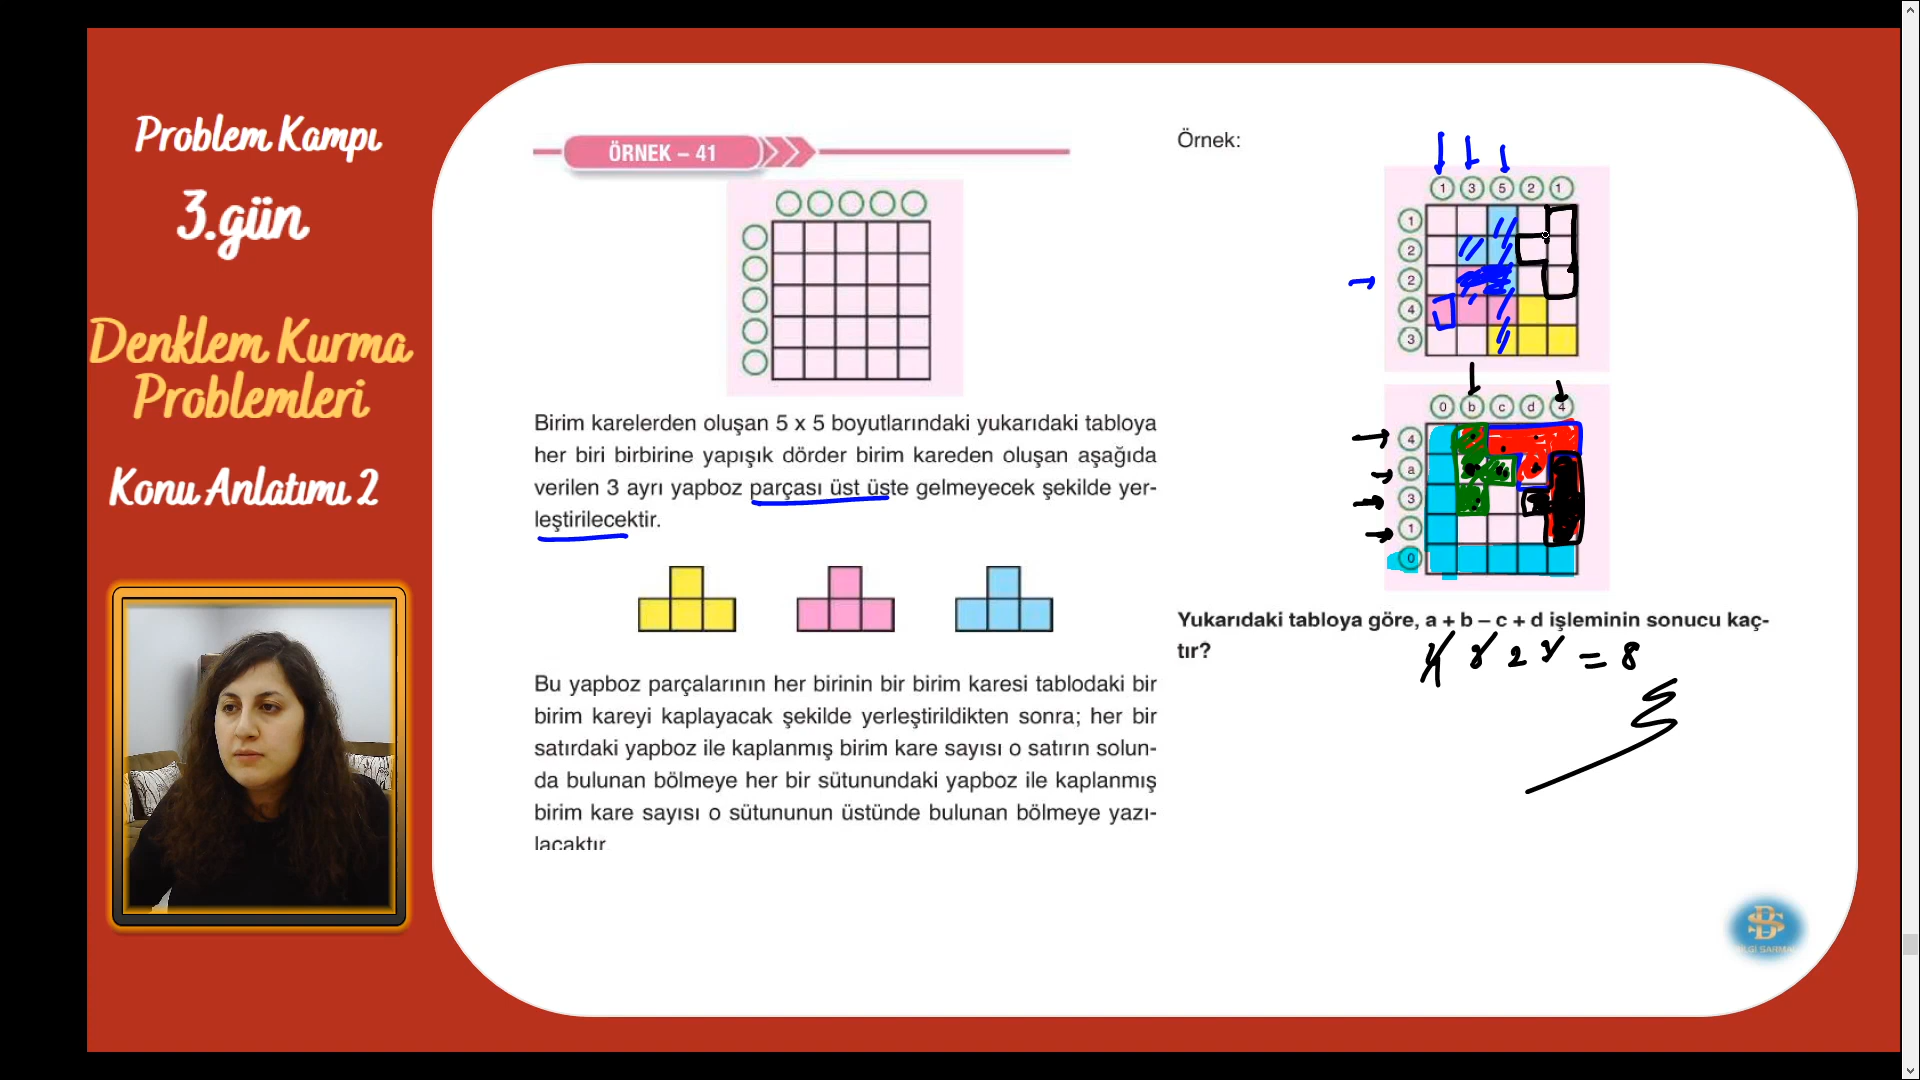 Problem Kampı
3.gün
Denklem Kurma
Problemleri
Konu Anlatımı 2
ÖRNEK – 41
Birim karelerden oluşan 5 x 5 boyutlarındaki yukarıdaki tabloya
her biri birbirine yapışık dörder birim kareden oluşan aşağıda
verilen 3 ayrı yapboz parçası üst üste gelmeyecek şekilde yer-
leştirilecektir.
Bu yapboz parçalarının her birinin bir birim karesi tablodaki bir
birim kareyi kaplayacak şekilde yerleştirildikten sonra; her bir
satırdaki yapboz ile kaplanmış birim kare sayısı o satırın solun-
da bulunan bölmeye her bir sütunundaki yapboz ile kaplanmış
birim kare sayısı o sütununun üstünde bulunan bölmeye yazı-
lacaktır
Örnek:
1 3 5 2 1
1
2
2
4
3
0 b c d 4
4
a
3
1
0
Yukarıdaki tabloya göre, a + b – c + d işleminin sonucu kaç-
tır?
2 = 8